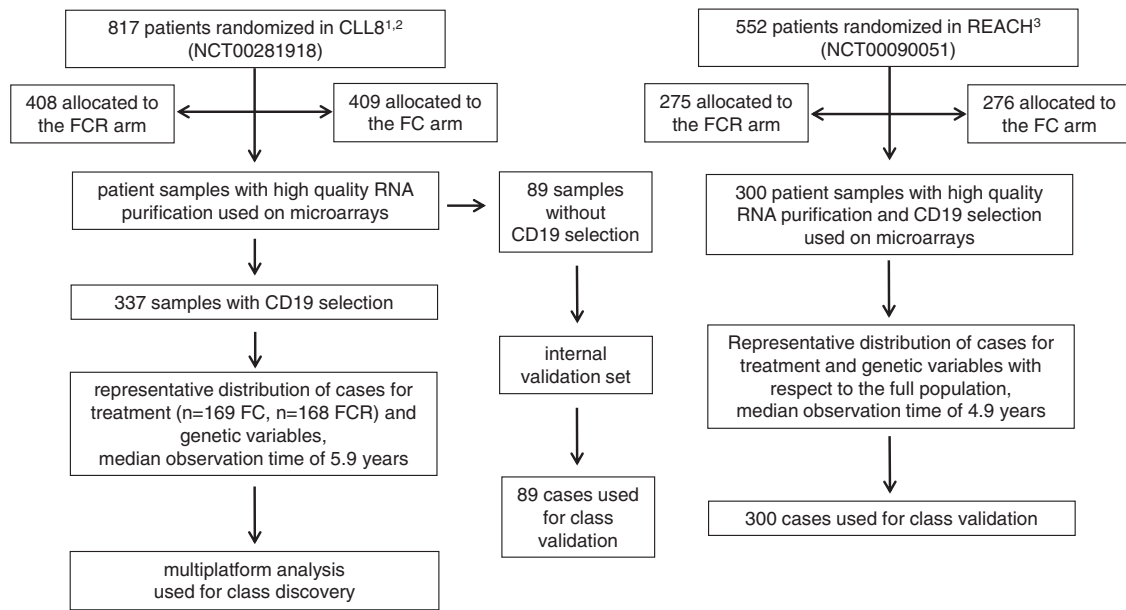 817 patients randomized in CLL81,2
(NCT00281918)
408 allocated to
the FCR arm
409 allocated to
the FC arm
patient samples with high quality RNA
purification used on microarrays
89 samples
without
CD19 selection
337 samples with CD19 selection
internal
validation set
representative distribution of cases for
treatment (n=169 FC, n=168 FCR) and
genetic variables,
median observation time of 5.9 years
89 cases used
for class
validation
multiplatform analysis
used for class discovery
552 patients randomized in REACH3
(NCT00090051)
275 allocated to
the FCR arm
276 allocated to
the FC arm
300 patient samples with high quality
RNA purification and CD19 selection
used on microarrays
Representative distribution of cases for
treatment and genetic variables with
respect to the full population,
median observation time of 4.9 years
300 cases used for class validation